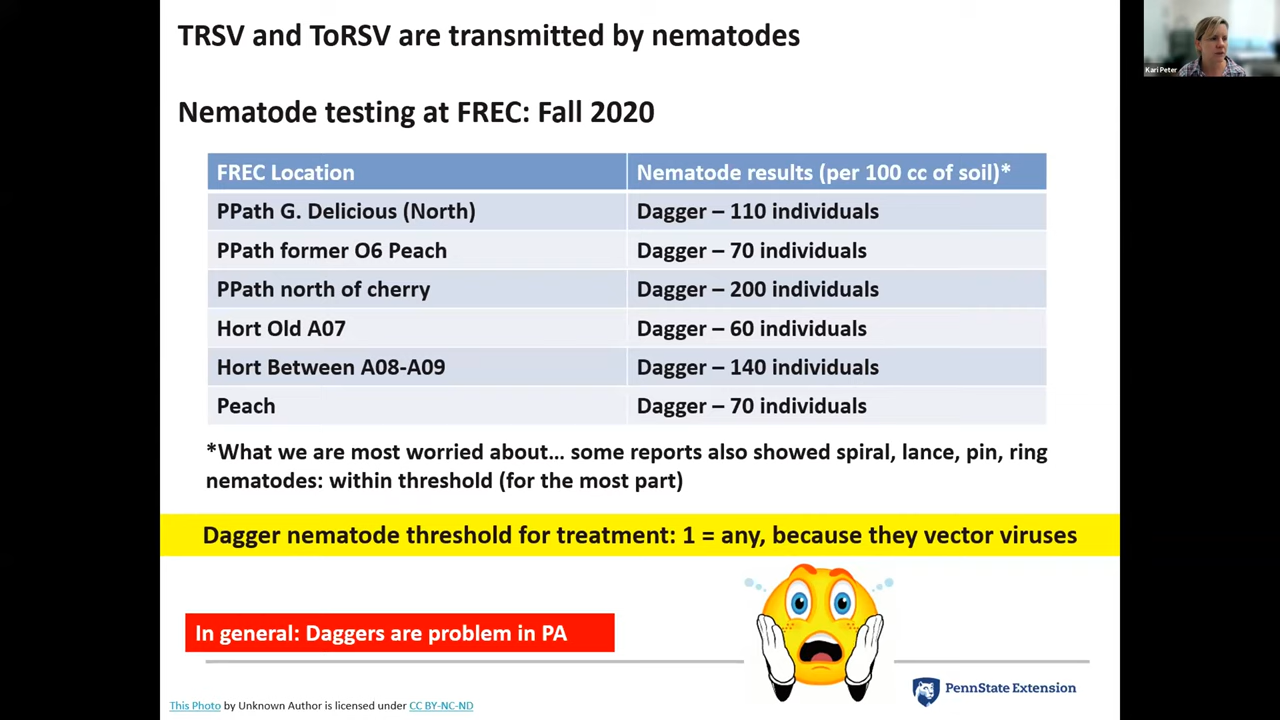 TRSV and ToRSV are transmitted by nematodes
Kari Peter
Nematode testing at FREC: Fall 2020
FREC Location Nematode results (per 100 cc of soil)*
PPath G. Delicious (North) Dagger – 110 individuals
PPath former O6 Peach Dagger – 70 individuals
PPath north of cherry Dagger – 200 individuals
Hort Old A07 Dagger – 60 individuals
Hort Between A08-A09 Dagger – 140 individuals
Peach Dagger – 70 individuals
*What we are most worried about… some reports also showed spiral, lance, pin, ring
nematodes: within threshold (for the most part)
Dagger nematode threshold for treatment: 1 = any, because they vector viruses
In general: Daggers are problem in PA
PennState Extension
This Photo by Unknown Author is licensed under CC BY-NC-ND